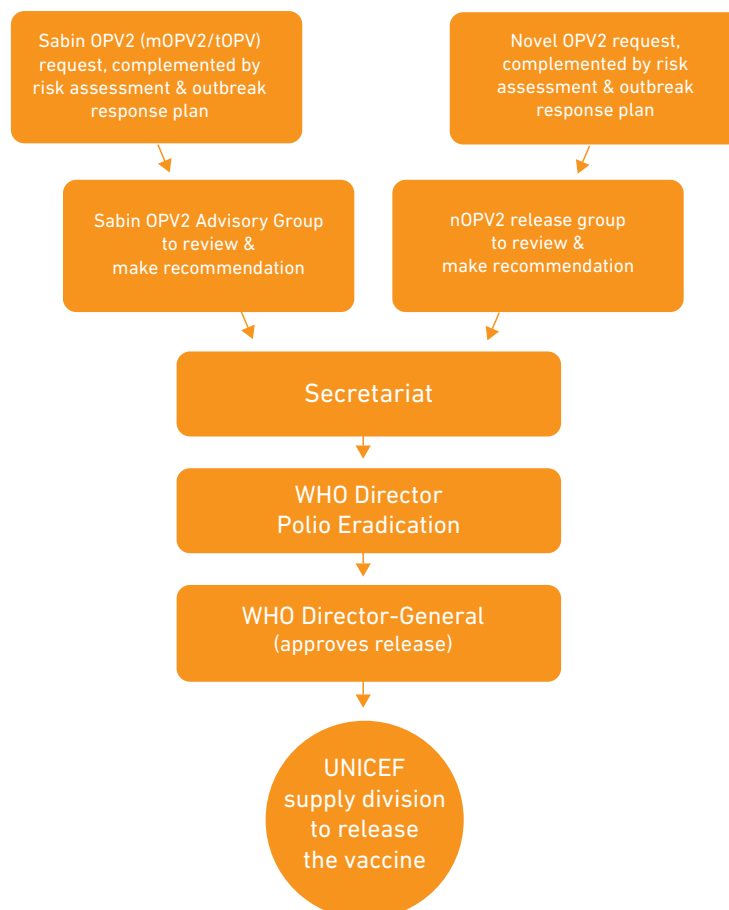 Sabin OPV2 (mOPV2/tOPV)
request, complemented by
risk assessment & outbreak
response plan
Novel OPV2 request,
complemented by risk
assessment & outbreak
response plan
Sabin OPV2 Advisory Group
to review &
make recommendation
nOPV2 release group
to review &
make recommendation
Secretariat
WHO Director
Polio Eradication
WHO Director-General
(approves release)
UNICEF
supply division
to release
the vaccine